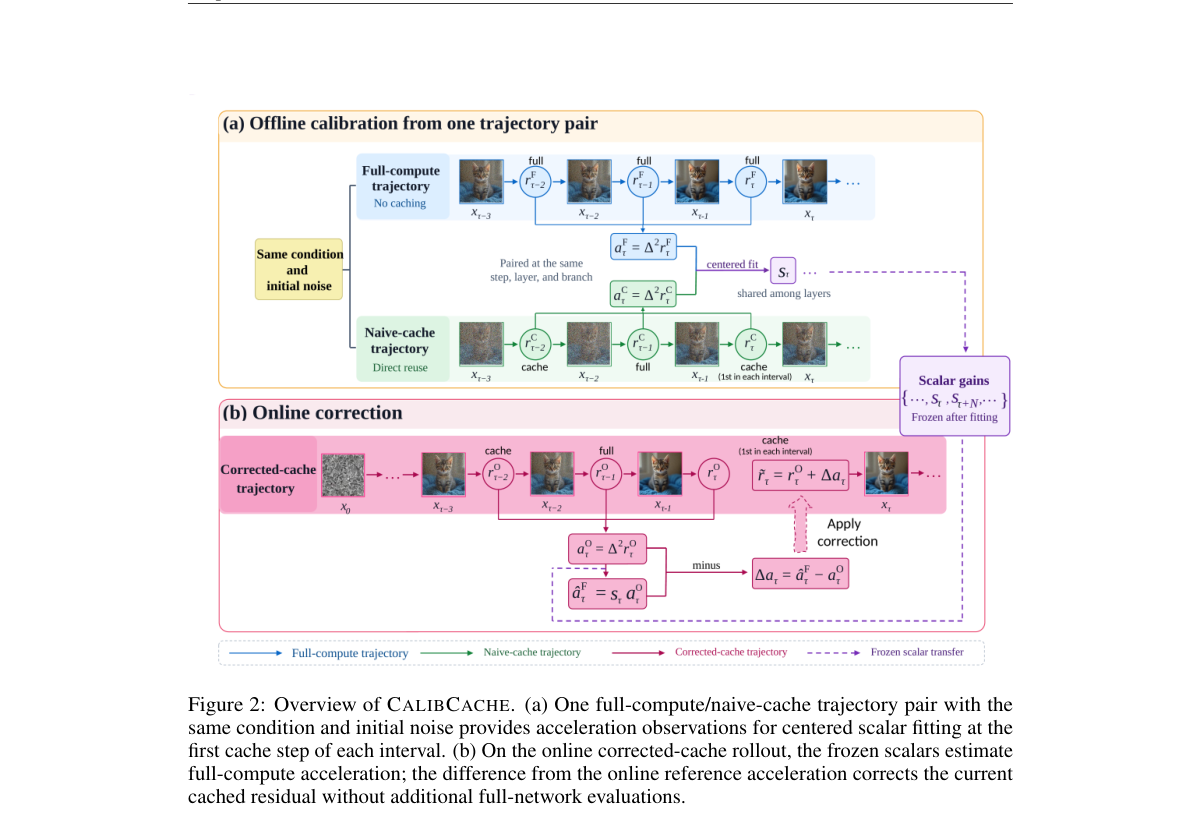 (a) Offline calibration from one trajectory pair
Full-compute
trajectory
No caching
full
full
full
r^F_{τ−2}
r^F_{τ−1}
r^F_τ
...
x_{τ−3}
x_{τ−2}
x_{τ-1}
x_τ
Same condition
and
initial noise
Paired at the same
step, layer, and branch
a^F_τ = Δ²r^F_τ
a^C_τ = Δ²r^C_τ
centered fit
s_τ
...
shared among layers
Naive-cache
trajectory
Direct reuse
r^C_{τ−2}
r^C_{τ−1}
r^C_τ
...
x_{τ−3}
cache
x_{τ−2}
full
x_{τ-1}
cache
(1st in each interval)
x_τ
Scalar gains
{⋯, s_τ , s_{τ+N},⋯ }
Frozen after fitting
(b) Online correction
Corrected-cache
trajectory
cache
full
cache
(1st in each interval)
...
r^O_{τ−2}
r^O_{τ−1}
r^O_τ
r̃_τ = r^O_τ + Δa_τ
...
x_0
x_{τ−3}
x_{τ−2}
x_{τ-1}
x_τ
Apply
correction
a^O_τ = Δ²r^O_τ
â^F_τ = s_τ a^O_τ
minus
Δa_τ = â^F_τ − a^O_τ
Full-compute trajectory
Naive-cache trajectory
Corrected-cache trajectory
Frozen scalar transfer
Figure 2: Overview of CALIBCACHE. (a) One full-compute/naive-cache trajectory pair with the
same condition and initial noise provides acceleration observations for centered scalar fitting at the
first cache step of each interval. (b) On the online corrected-cache rollout, the frozen scalars estimate
full-compute acceleration; the difference from the online reference acceleration corrects the current
cached residual without additional full-network evaluations.